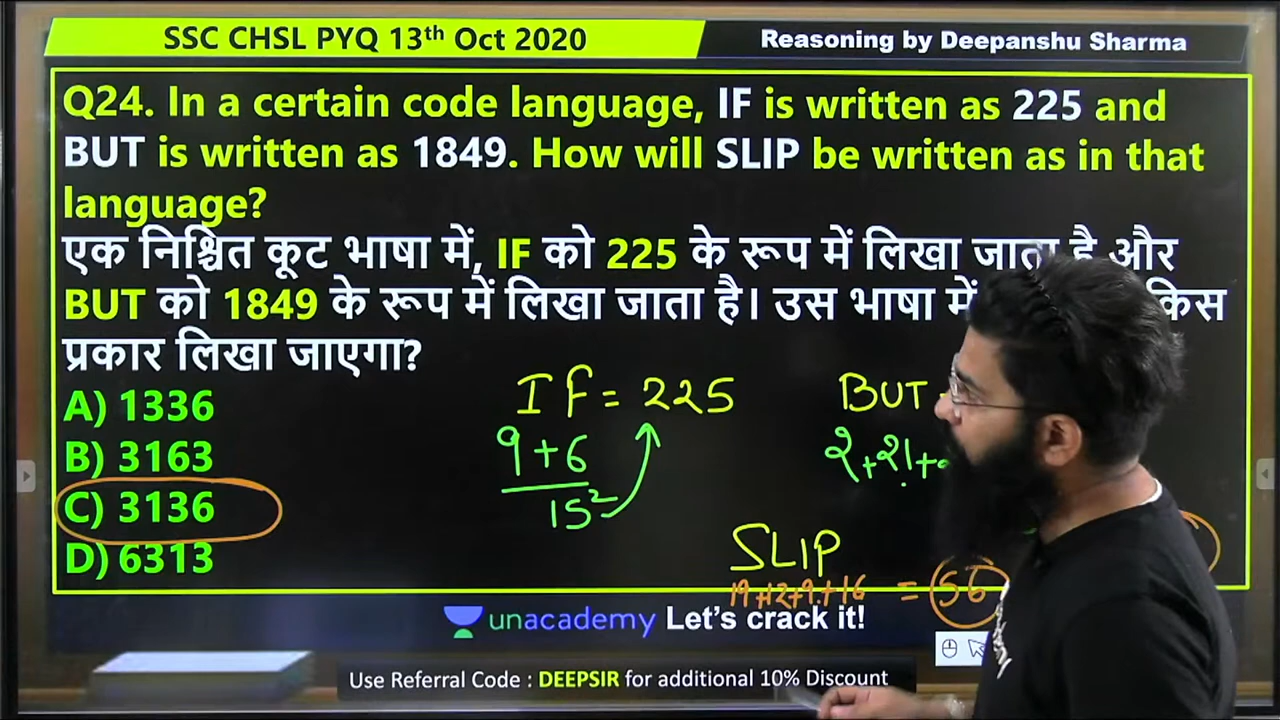 SSC CHSL PYQ 13th Oct 2020
Reasoning by Deepanshu Sharma
Q24. In a certain code language, IF is written as 225 and
BUT is written as 1849. How will SLIP be written as in that
language?
एक निश्चित कूट भाषा में, IF को 225 के रूप में लिखा जाता है और
BUT को 1849 के रूप में लिखा जाता है। उस भाषा में किस
प्रकार लिखा जाएगा?
A) 1336
B) 3163
C) 3136
D) 6313
IF = 225
9+6
15²
BUT
2+21+
SLIP
19+12+9+16 = 56
unacademy Let's crack it!
Use Referral Code : DEEPSIR for additional 10% Discount